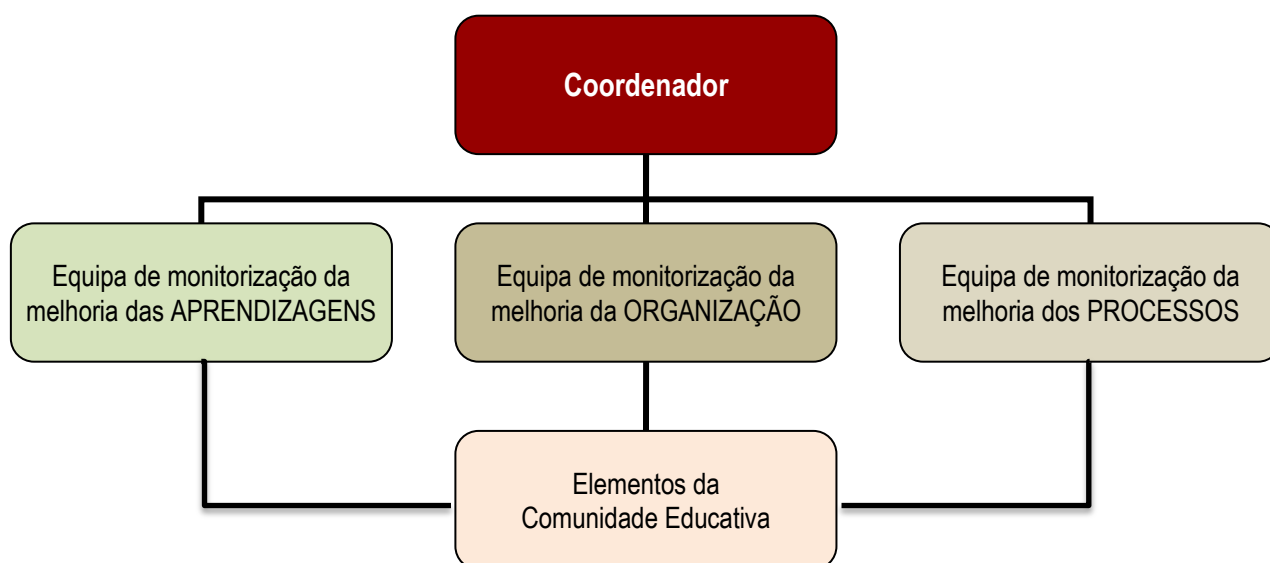 Coordenador
Equipa de monitorização da
melhoria das APRENDIZAGENS
Equipa de monitorização da
melhoria da ORGANIZAÇÃO
Equipa de monitorização da
melhoria dos PROCESSOS
Elementos da
Comunidade Educativa